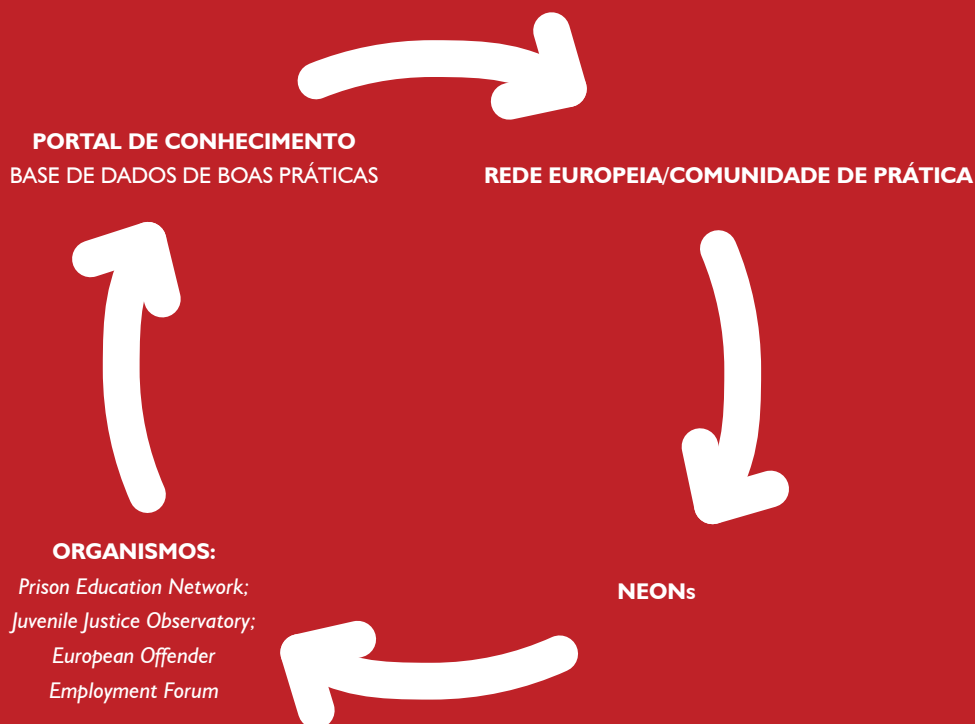 PORTAL DE CONHECIMENTO
BASE DE DADOS DE BOAS PRÁTICAS
REDE EUROPEIA/COMUNIDADE DE PRÁTICA
ORGANISMOS:
Prison Education Network;
Juvenile Justice Observatory;
European Offender
Employment Forum
NEONs